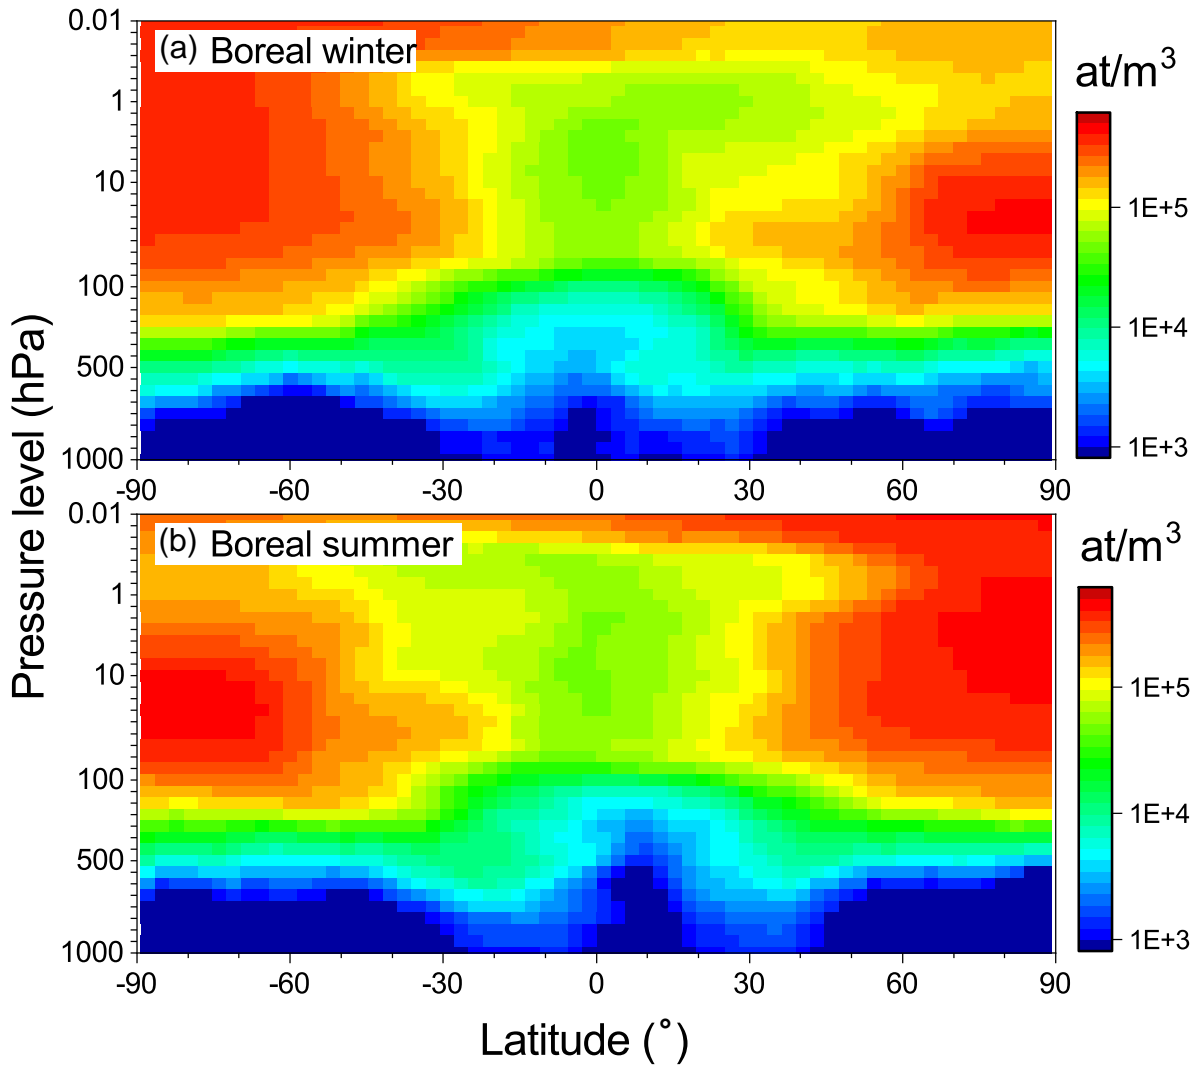 Pressure level (hPa)
(a) Boreal winter
0.01
1
10
100
500
1000
-90 -60 -30 0 30 60 90
at/m³
1E+5
1E+4
1E+3
(b) Boreal summer
0.01
1
10
100
500
1000
-90 -60 -30 0 30 60 90
at/m³
1E+5
1E+4
1E+3
Latitude (˚)